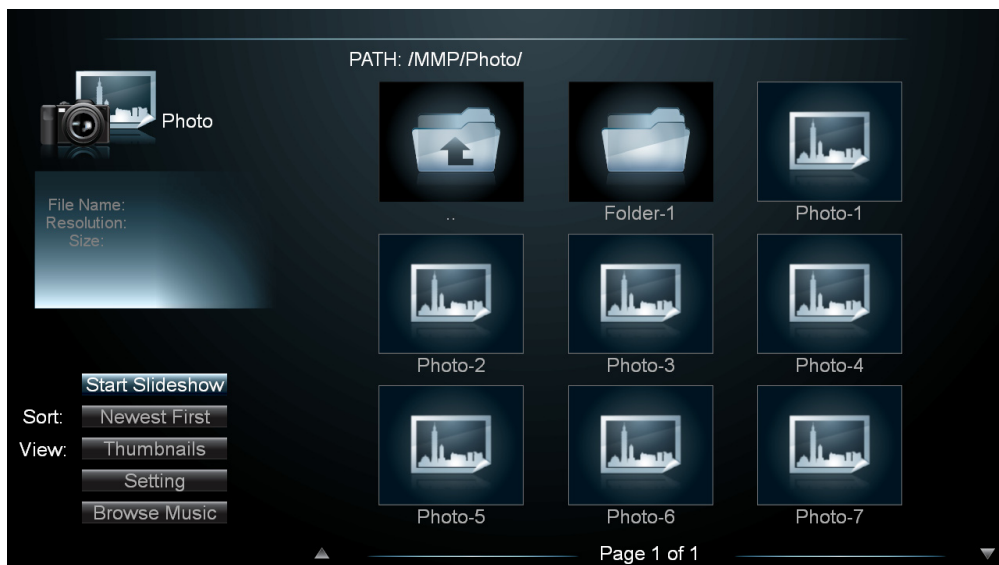 PATH: /MMP/Photo/
Photo
File Name:
Resolution:
Size:
..
Folder-1
Photo-1
Photo-2
Photo-3
Photo-4
Start Slideshow
Sort: Newest First
View: Thumbnails
Setting
Browse Music
Photo-5
Photo-6
Photo-7
Page 1 of 1